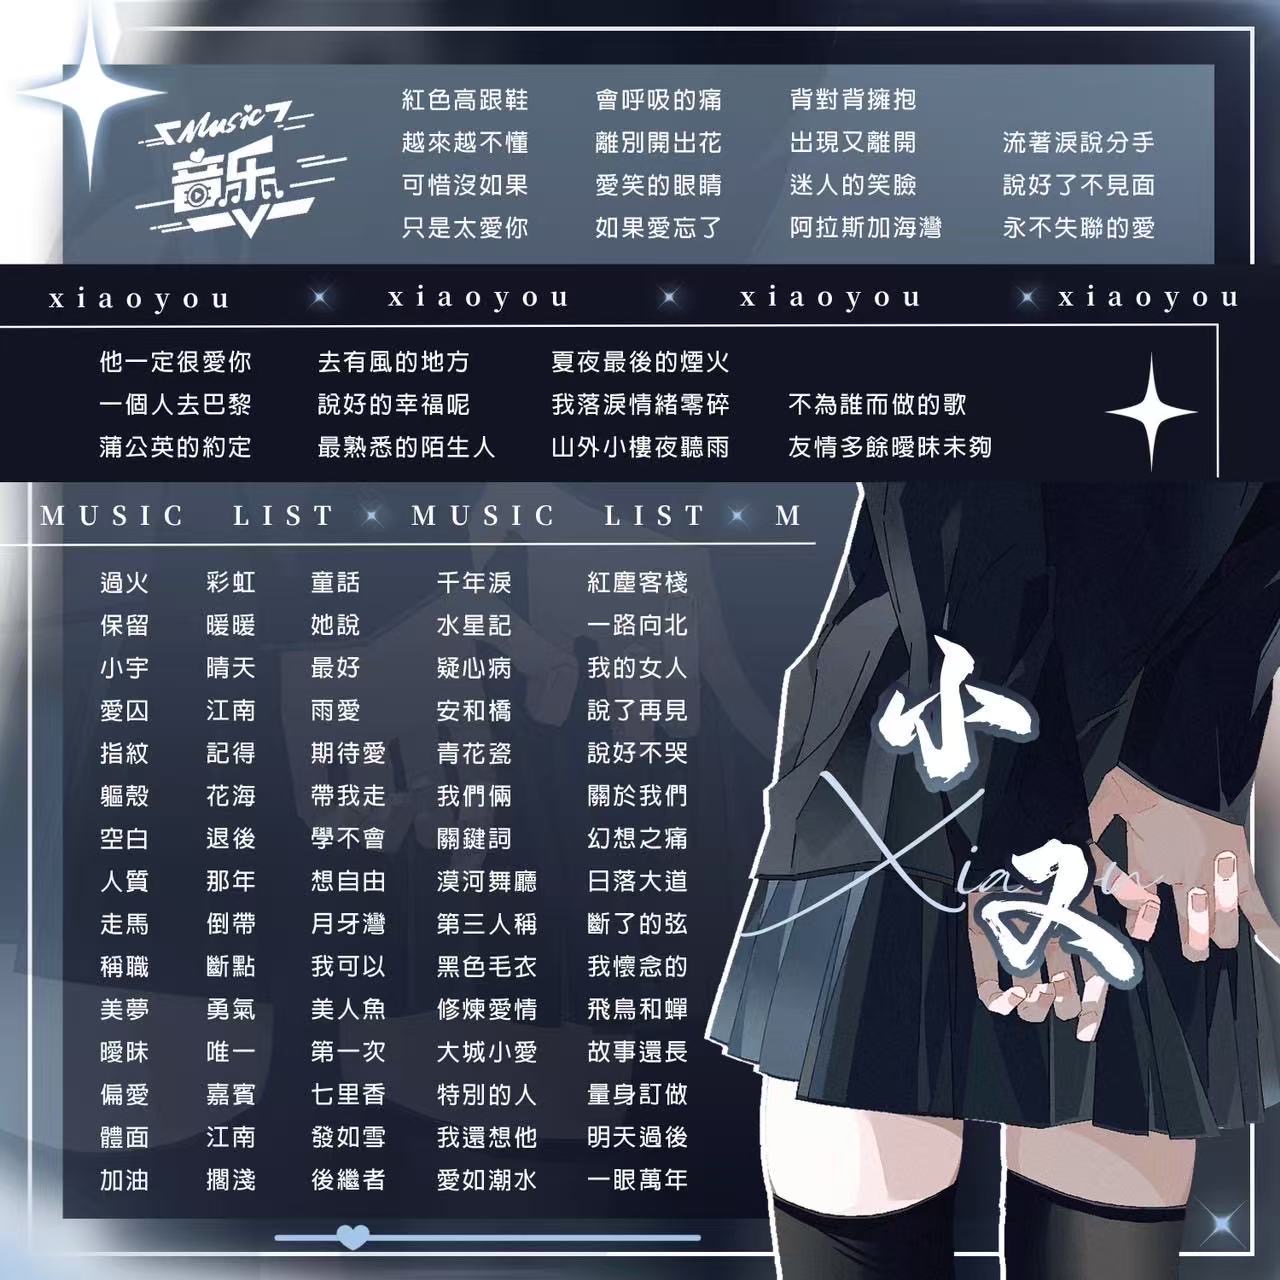 Music
音乐
紅色高跟鞋 會呼吸的痛 背對背擁抱
越來越不懂 離別開出花 出現又離開 流著淚說分手
可惜沒如果 愛笑的眼睛 迷人的笑臉 說好了不見面
只是太愛你 如果愛忘了 阿拉斯加海灣 永不失聯的愛
xiaoyou xiaoyou xiaoyou xiaoyou
他一定很愛你 去有風的地方 夏夜最後的煙火
一個人去巴黎 說好的幸福呢 我落淚情緒零碎 不為誰而做的歌
蒲公英的約定 最熟悉的陌生人 山外小樓夜聽雨 友情多餘曖昧未夠
MUSIC LIST MUSIC LIST M
過火 彩虹 童話 千年淚 紅塵客棧
保留 暖暖 她說 水星記 一路向北
小宇 晴天 最好 疑心病 我的女人
愛囚 江南 雨愛 安和橋 說了再見
指紋 記得 期待愛 青花瓷 說好不哭
軀殼 花海 帶我走 我們倆 關於我們
空白 退後 學不會 關鍵詞 幻想之痛
人質 那年 想自由 漠河舞廳 日落大道
走馬 倒帶 月牙灣 第三人稱 斷了的弦
稱職 斷點 我可以 黑色毛衣 我懷念的
美夢 勇氣 美人魚 修煉愛情 飛鳥和蟬
曖昧 唯一 第一次 大城小愛 故事還長
偏愛 嘉賓 七里香 特別的人 量身訂做
體面 江南 發如雪 我還想他 明天過後
加油 擱淺 後繼者 愛如潮水 一眼萬年
小又
Xiaoyou